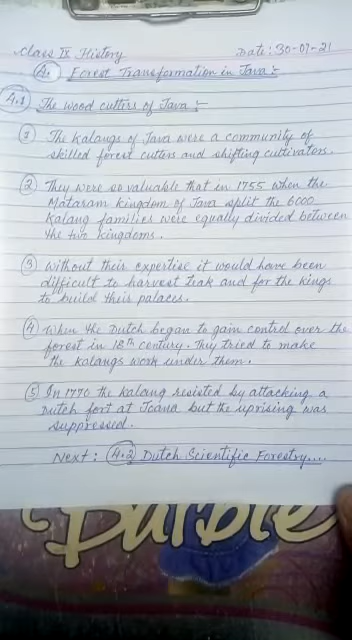 Class IX History
Date: 30-07-21
A. Forest Transformation in Java:-
4.1 The wood cutters of Java:-
1 The Kalangs of Java were a community of
skilled forest cutters and shifting cultivators.
2 They were so valuable that in 1755 when the
Mataram kingdom of Java split the 6000
Kalang families were equally divided between
the two kingdoms.
3 without their expertise it would have been
difficult to harvest teak and for the kings
to build their palaces.
4 when the Dutch began to gain control over the
forest in 18th century. They tried to make
the kalangs work under them.
5 In 1770 the kalang resisted by attacking a
Dutch fort at Joana but the uprising was
suppressed.
Next: 4.2 Dutch Scientific Forestry....
Barbie